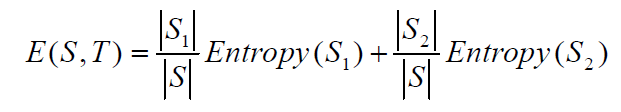 E(S,T) = |S₁|/|S| Entropy(S₁) + |S₂|/|S| Entropy(S₂)